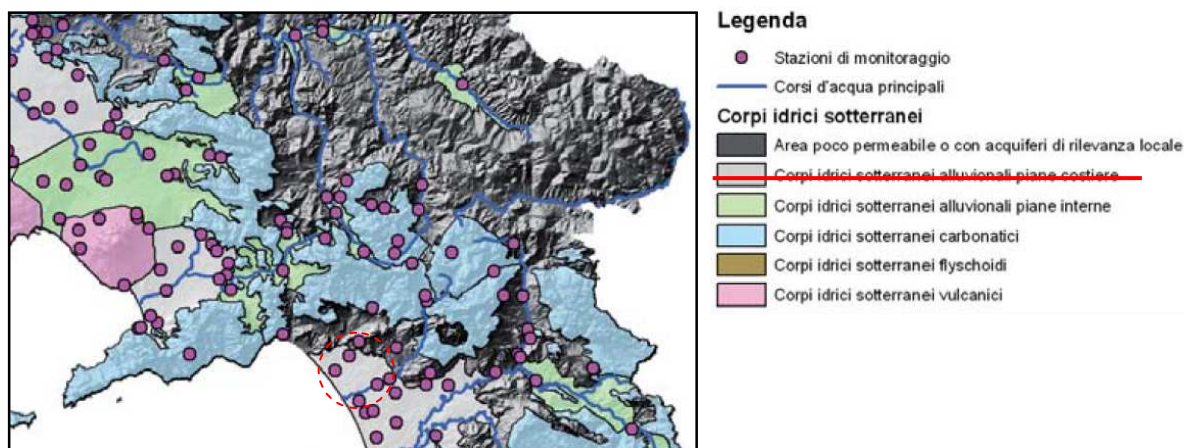 Legenda
Stazioni di monitoraggio
Corsi d'acqua principali
Corpi idrici sotterranei
Area poco permeabile o con acquiferi di rilevanza locale
Corpi idrici sotterranei alluvionali piane costiere
Corpi idrici sotterranei alluvionali piane interne
Corpi idrici sotterranei carbonatici
Corpi idrici sotterranei flyschoidi
Corpi idrici sotterranei vulcanici